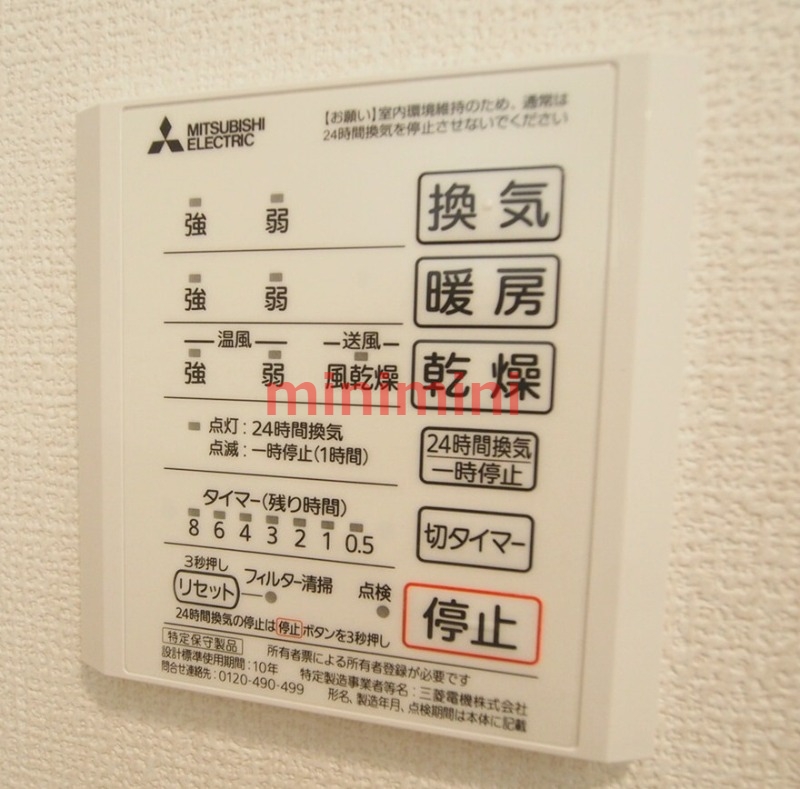 MITSUBISHI
ELECTRIC
【お願い】室内環境維持のため、通常は
24時間換気を停止させないでください
強 弱 換気
強 弱 暖房
温風 送風
強 弱 風乾燥 乾燥
minimini
点灯：24時間換気
点滅：一時停止(1時間)
24時間換気
一時停止
タイマー(残り時間)
8 6 4 3 2 1 0.5
切タイマー
3秒押し
リセット フィルター清掃 点検
停止
24時間換気の停止は停止ボタンを3秒押し
特定保守製品 所有者票による所有者登録が必要です
設計標準使用期間：10年 特定製造事業者等名：三菱電機株式会社
問合せ連絡先：0120-490-499 形名、製造年月、点検期間は本体に記載